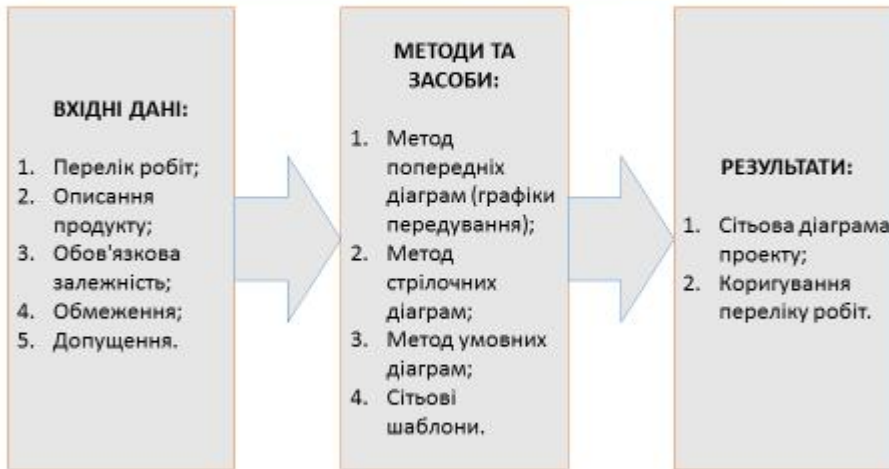 ВХІДНІ ДАНІ:
1. Перелік робіт;
2. Описання
продукту;
3. Обов'язкова
залежність;
4. Обмеження;
5. Допущення.
МЕТОДИ ТА
ЗАСОБИ:
1. Метод
попередніх
діаграм (графіки
передування);
2. Метод
стрілочних
діаграм;
3. Метод умовних
діаграм;
4. Сітьові
шаблони.
РЕЗУЛЬТАТИ:
1. Сітьова діаграма
проекту;
2. Коригування
переліку робіт.